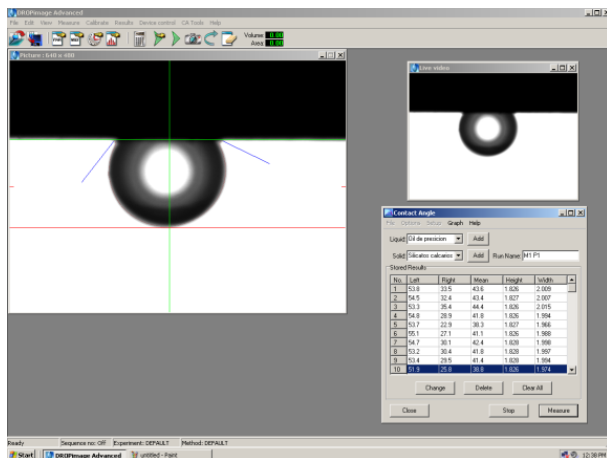 DROPimage Advanced
File Edit View Measure Calibrate Results Device control CA Tools Help
Volume: 0.00
Area: 0.00
Picture : 640 x 480
Live video
Contact Angle
File Options Setup Graph Help
Liquid: Oil de presicion Add
Solid: Silicatos calcarios Add Run Name: M1 P1
Stored Results
No. Left Right Mean Height Width
1 53.8 33.5 43.6 1.826 2.009
2 54.5 32.4 43.4 1.827 2.007
3 53.3 35.4 44.4 1.826 2.015
4 54.8 28.9 41.8 1.826 1.994
5 53.7 22.9 38.3 1.827 1.966
6 55.1 27.1 41.1 1.826 1.988
7 54.7 30.1 42.4 1.828 1.998
8 53.2 30.4 41.8 1.828 1.997
9 53.4 29.5 41.4 1.828 1.994
10 51.9 25.8 38.8 1.826 1.974
Change Delete Clear All
Close Stop Measure
Ready Sequence no: Off Experiment: DEFAULT Method: DEFAULT
Start DROPimage Advanced untitled - Paint 12:38 PM